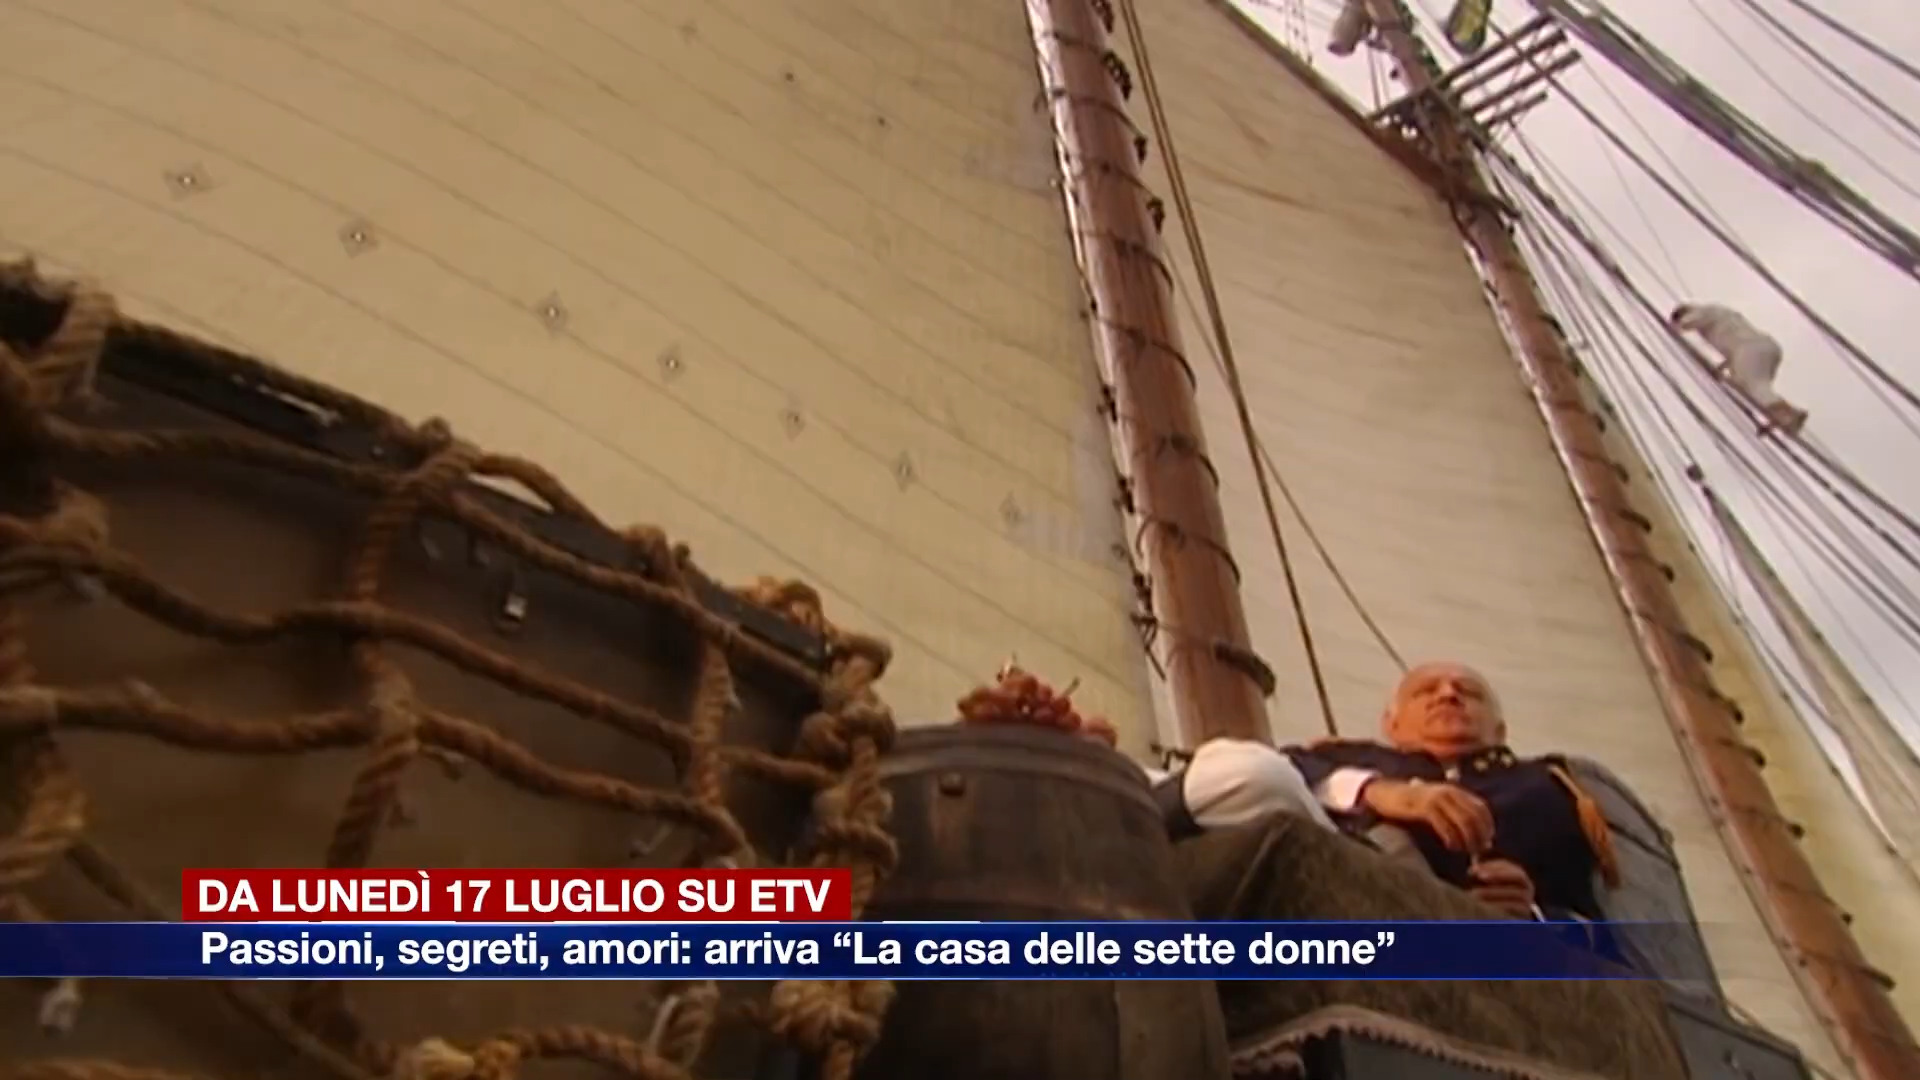 DA LUNEDÌ 17 LUGLIO SU ETV
Passioni, segreti, amori: arriva “La casa delle sette donne”